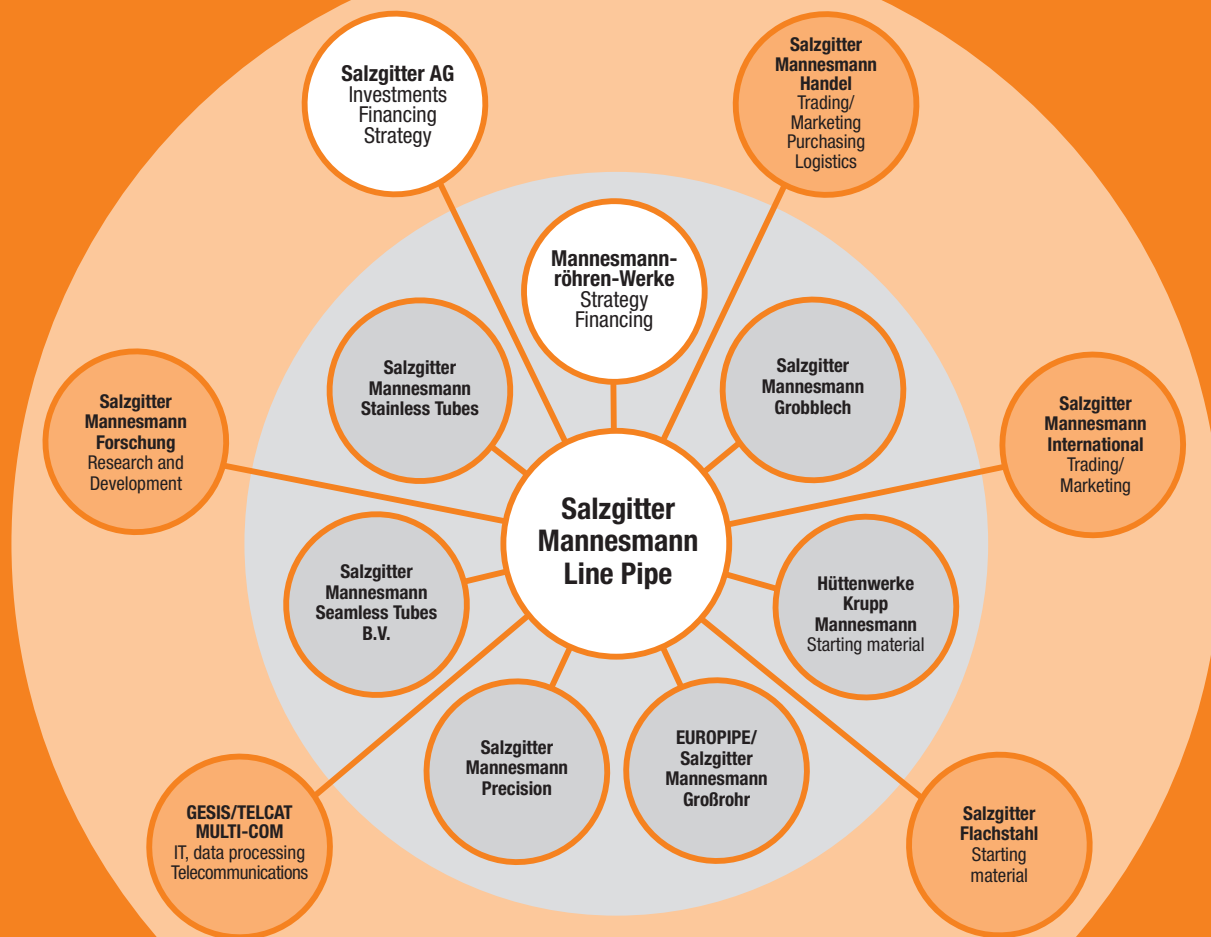 Salzgitter AG
Investments
Financing
Strategy
Salzgitter
Mannesmann
Handel
Trading/
Marketing
Purchasing
Logistics
Mannesmann-
röhren-Werke
Strategy
Financing
Salzgitter
Mannesmann
Stainless Tubes
Salzgitter
Mannesmann
Grobblech
Salzgitter
Mannesmann
Forschung
Research and
Development
Salzgitter
Mannesmann
International
Trading/
Marketing
Salzgitter
Mannesmann
Line Pipe
Salzgitter
Mannesmann
Seamless Tubes
B.V.
Hüttenwerke
Krupp
Mannesmann
Starting material
Salzgitter
Mannesmann
Precision
EUROPIPE/
Salzgitter
Mannesmann
Großrohr
GESIS/TELCAT
MULTI-COM
IT, data processing
Telecommunications
Salzgitter
Flachstahl
Starting
material